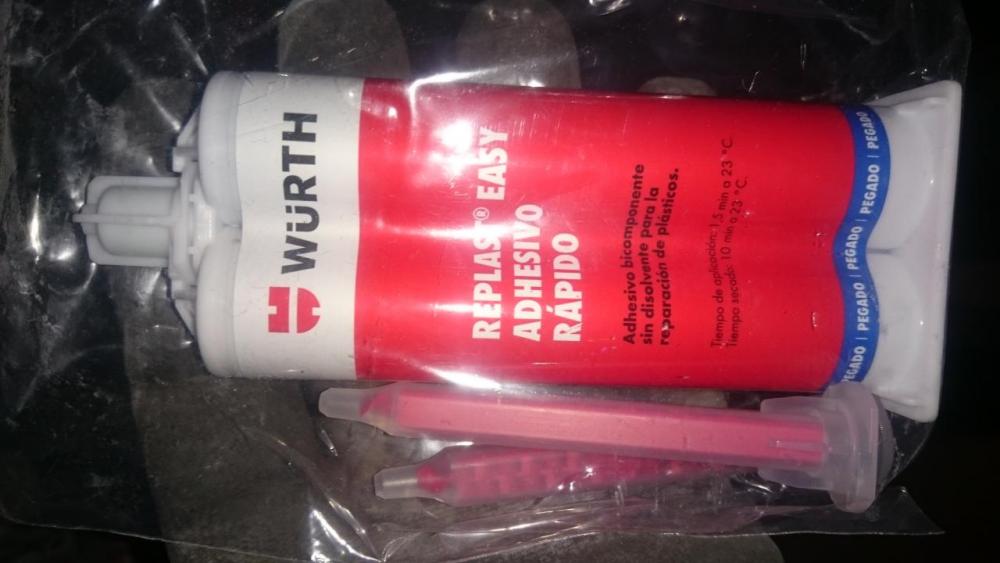 WÜRTH
REPLAST® EASY
ADHESIVO
RÁPIDO
Adhesivo bicomponente
sin disolvente para la
reparación de plásticos.
Tiempo de aplicación: 1,5 min a 23 °C.
Tiempo secado: 10 min a 23 °C.
PEGADO | PEGADO | PEGADO | PEGADO | PEGADO